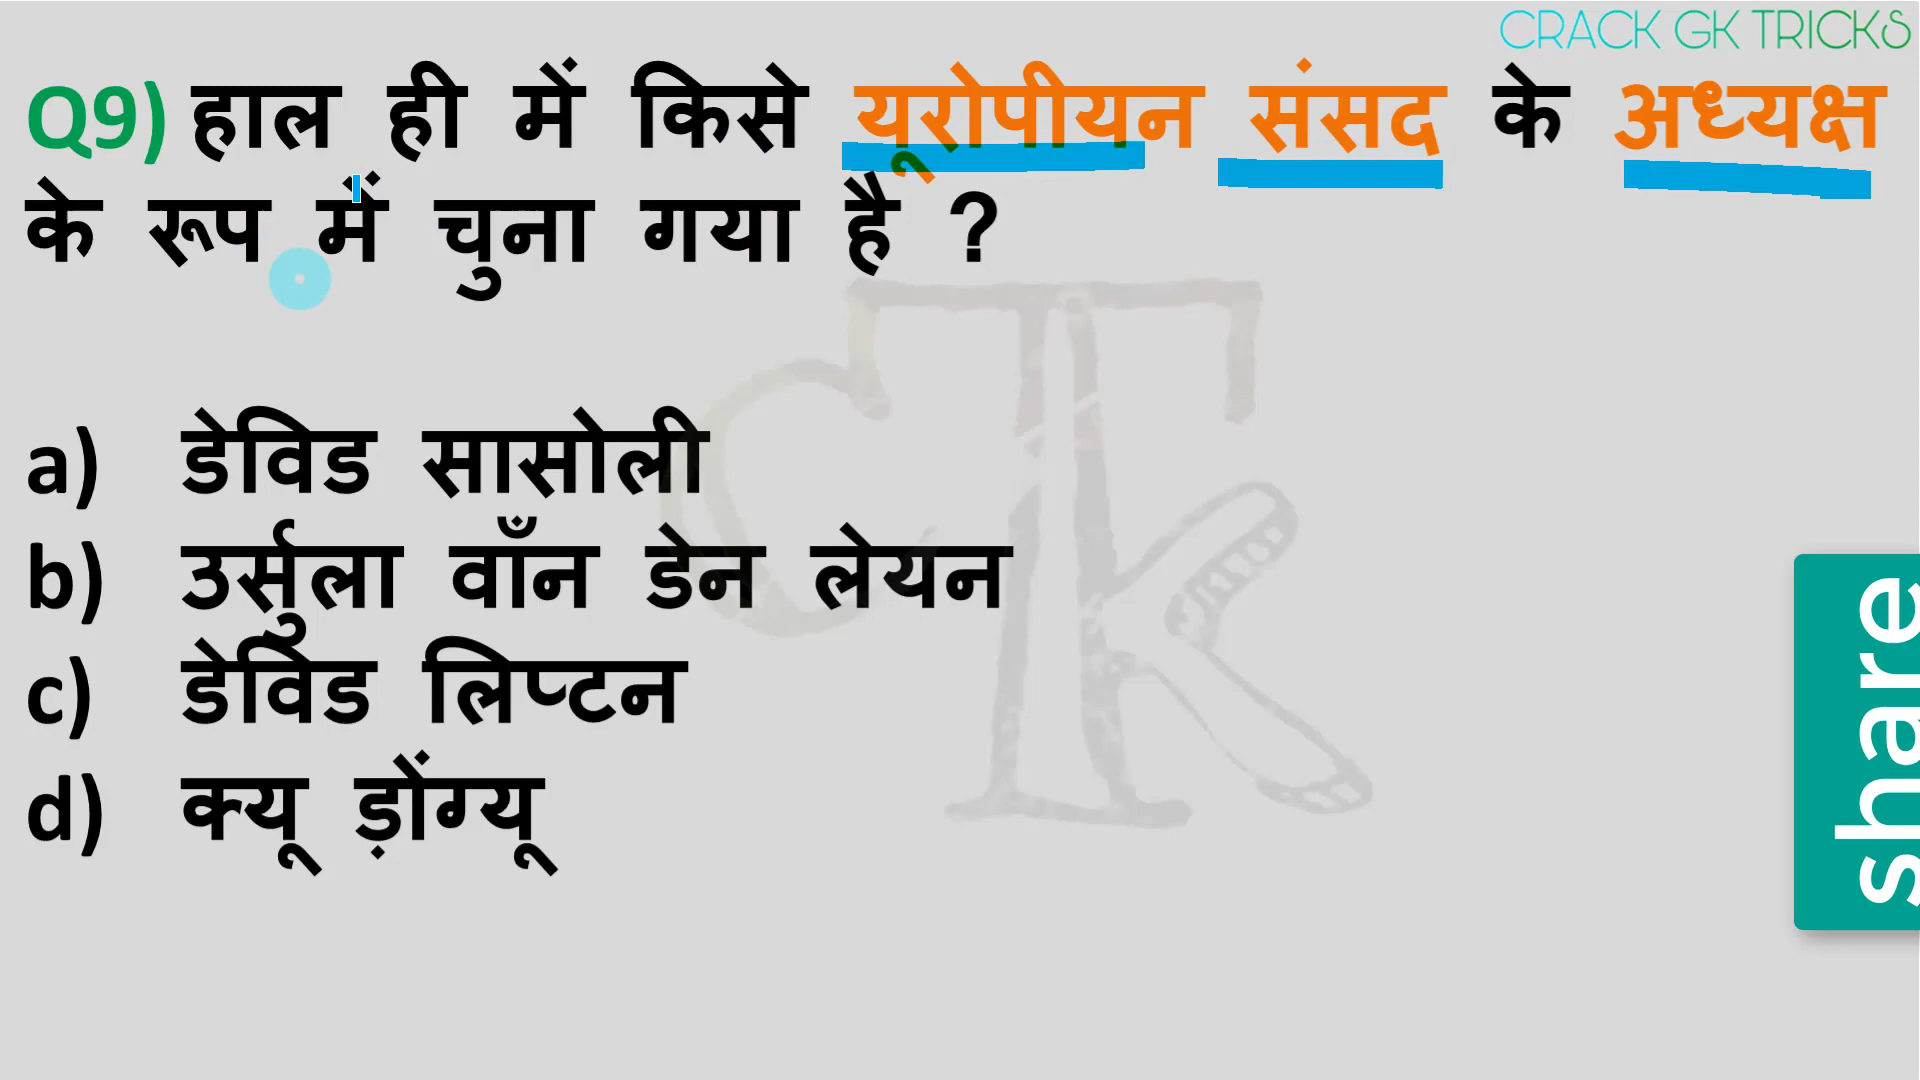 CRACK GK TRICKS
Q9) हाल ही में किसे यूरोपीयन संसद के अध्यक्ष
के रूप में चुना गया है ?
a) डेविड सासोली
b) उर्सुला वाँन डेन लेयन
c) डेविड लिप्टन
d) क्यू ड़ोंग्यू
share